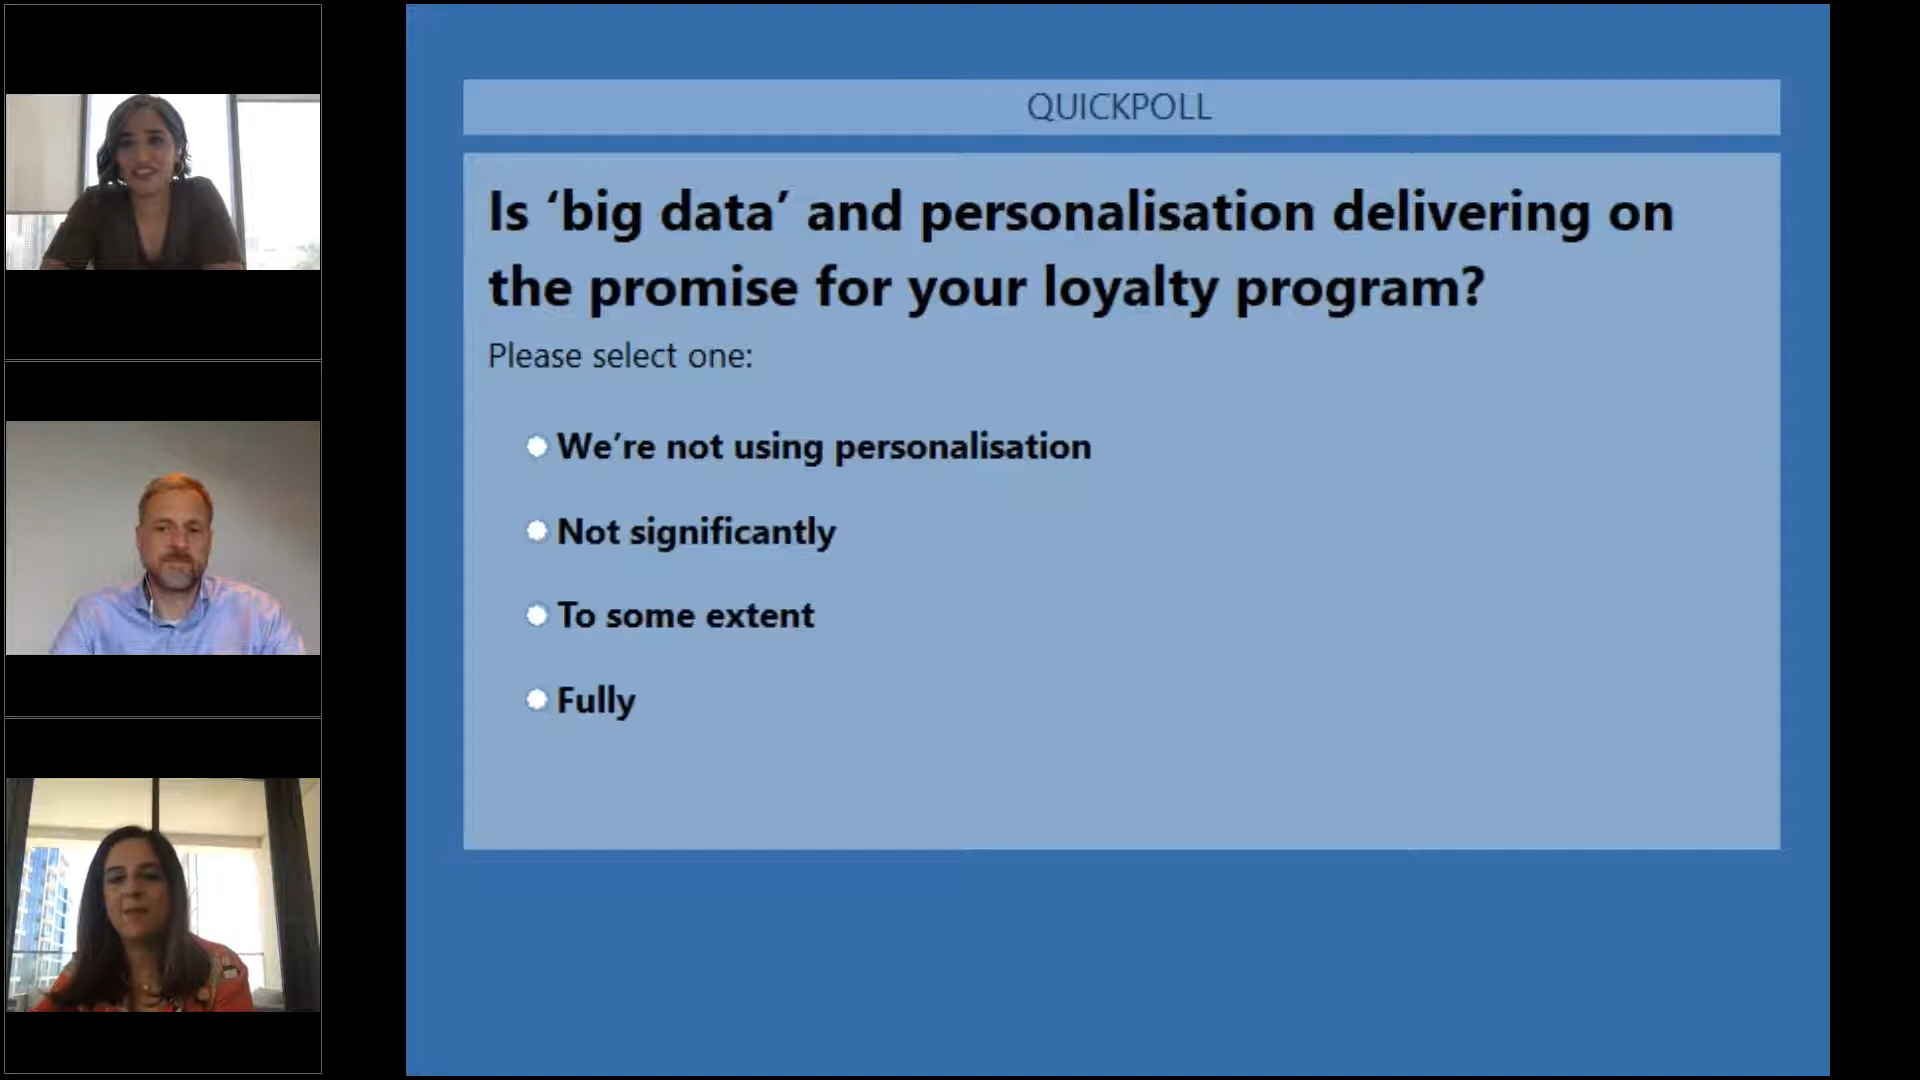 QUICKPOLL
Is ‘big data’ and personalisation delivering on
the promise for your loyalty program?
Please select one:
We’re not using personalisation
Not significantly
To some extent
Fully